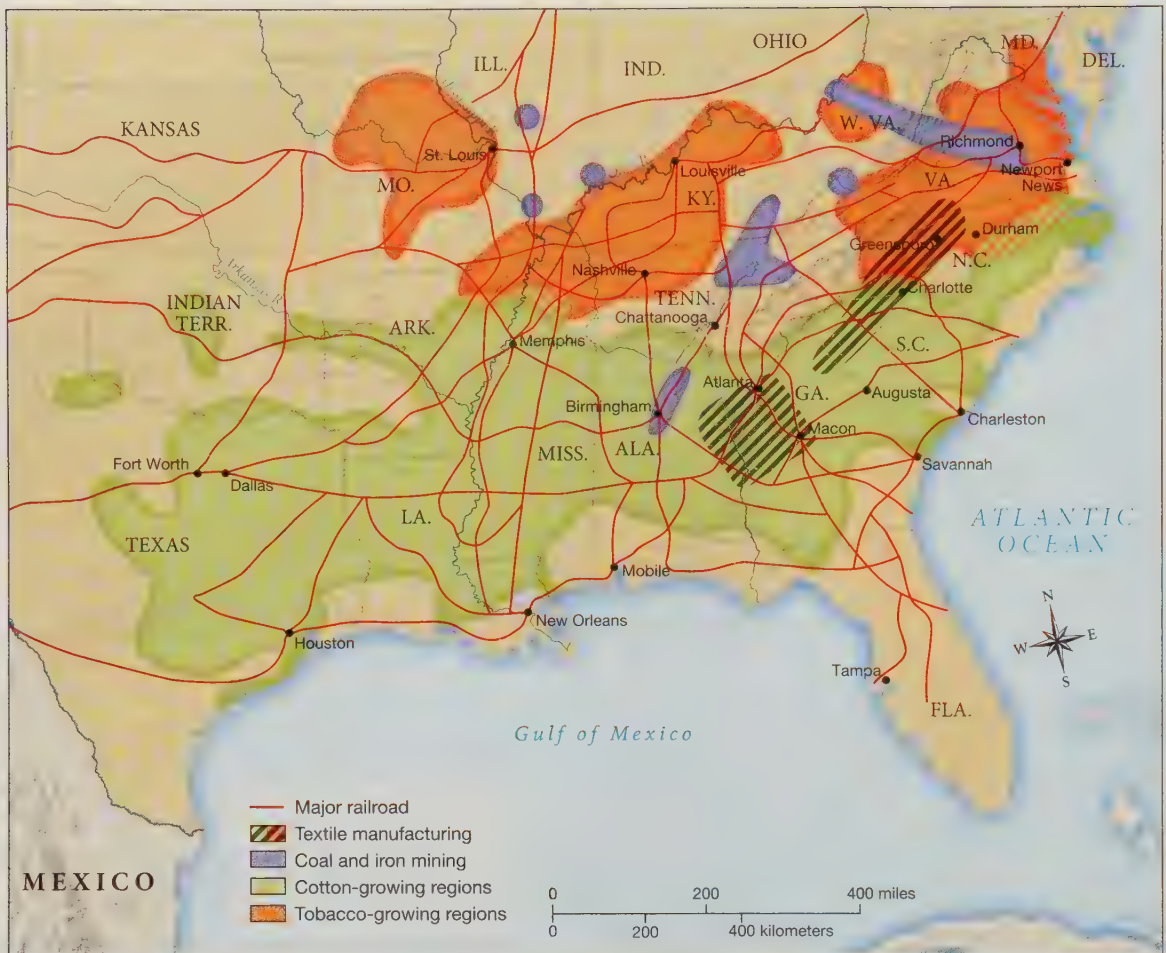 OHIO
MD.
DEL.
ILL.
IND.
KANSAS
W. VA.
Richmond
St. Louis
Louisville
Newport
News
MO.
KY.
VA.
Durham
Greensboro
N.C.
Nashville
Arkansas R.
Charlotte
INDIAN
TERR.
TENN.
Chattanooga
ARK.
Memphis
S.C.
Atlanta
GA.
Augusta
Birmingham
Charleston
Macon
MISS.
ALA.
Fort Worth
Dallas
Savannah
LA.
ATLANTIC
OCEAN
TEXAS
Mobile
New Orleans
Houston
N
W
E
S
Tampa
FLA.
Gulf of Mexico
Major railroad
Textile manufacturing
Coal and iron mining
Cotton-growing regions
Tobacco-growing regions
MEXICO
0 200 400 miles
0 200 400 kilometers